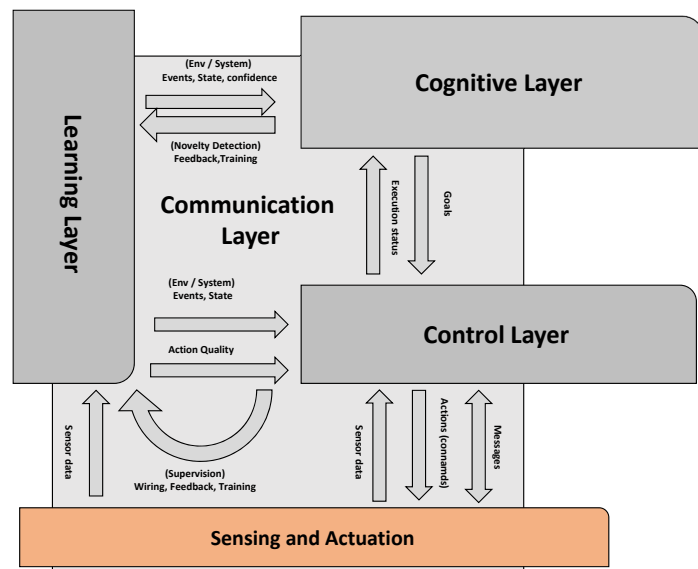 (Env / System)
Events, State, confidence
Cognitive Layer
Learning Layer
(Novelty Detection)
Feedback,Training
Communication
Layer
Execution status
Goals
(Env / System)
Events, State
Control Layer
Action Quality
Sensor data
(Supervision)
Wiring, Feedback, Training
Sensor data
Actions (connamds)
Messages
Sensing and Actuation